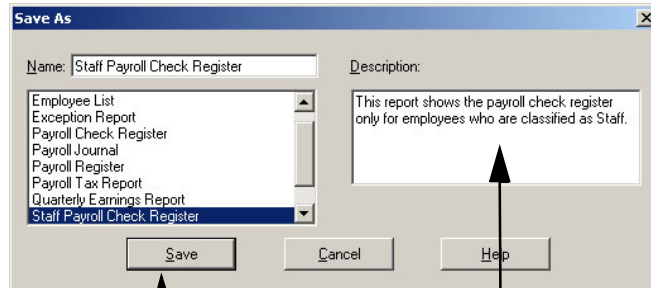 Save As
Name: Staff Payroll Check Register
Description:
Employee List
Exception Report
Payroll Check Register
Payroll Journal
Payroll Register
Payroll Tax Report
Quarterly Earnings Report
Staff Payroll Check Register
This report shows the payroll check register
only for employees who are classified as Staff.
Save
Cancel
Help